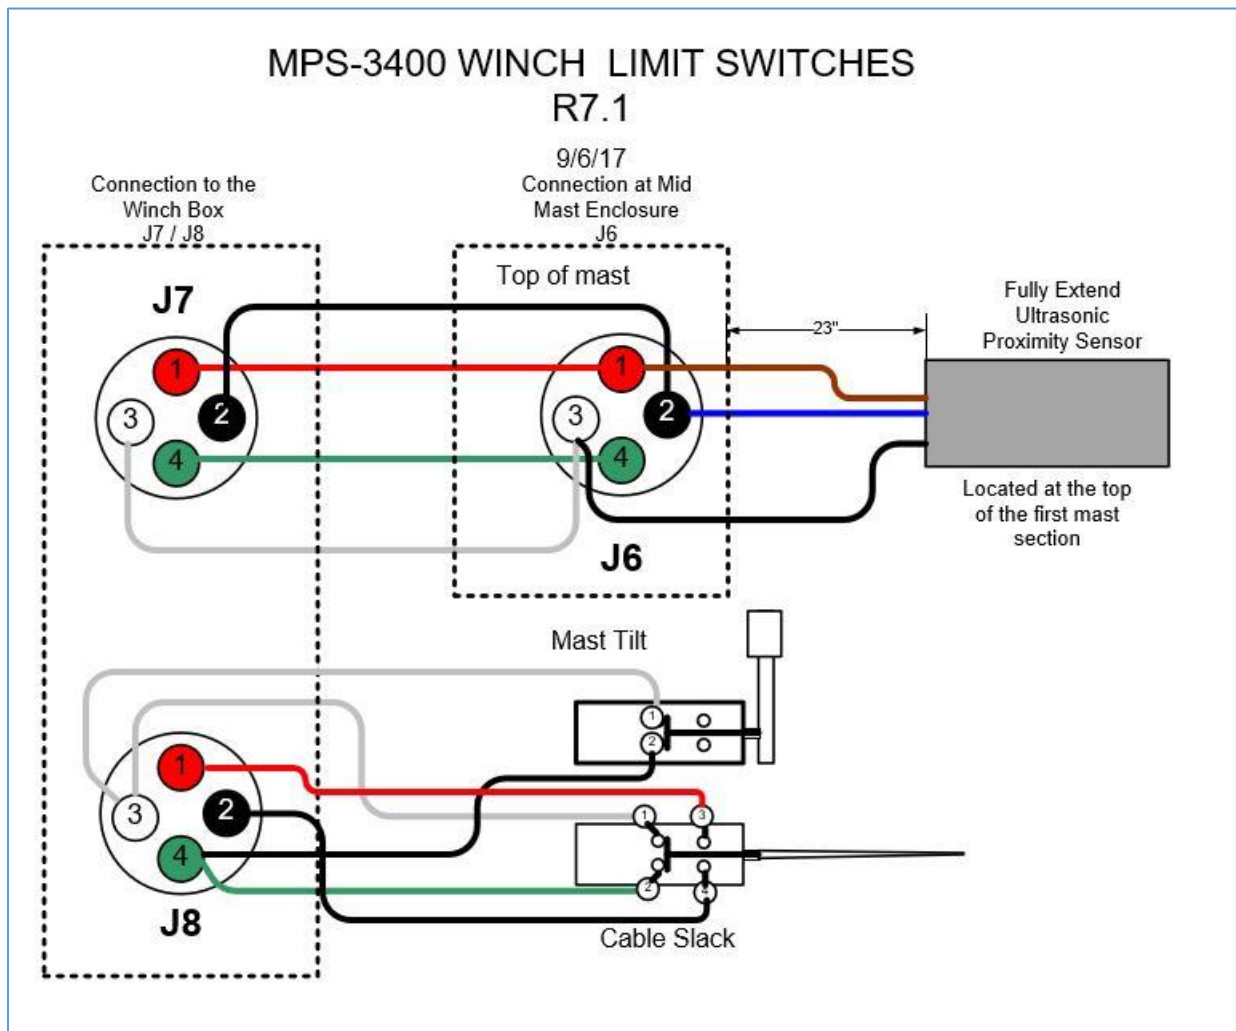 MPS-3400 WINCH LIMIT SWITCHES
R7.1
9/6/17
Connection to the
Winch Box
J7 / J8
Connection at Mid
Mast Enclosure
J6
Top of mast
J7
1
2
3
4
1
2
3
4
J6
23"
Fully Extend
Ultrasonic
Proximity Sensor
Located at the top
of the first mast
section
Mast Tilt
1
2
1
2
3
4
J8
1
3
2
4
Cable Slack